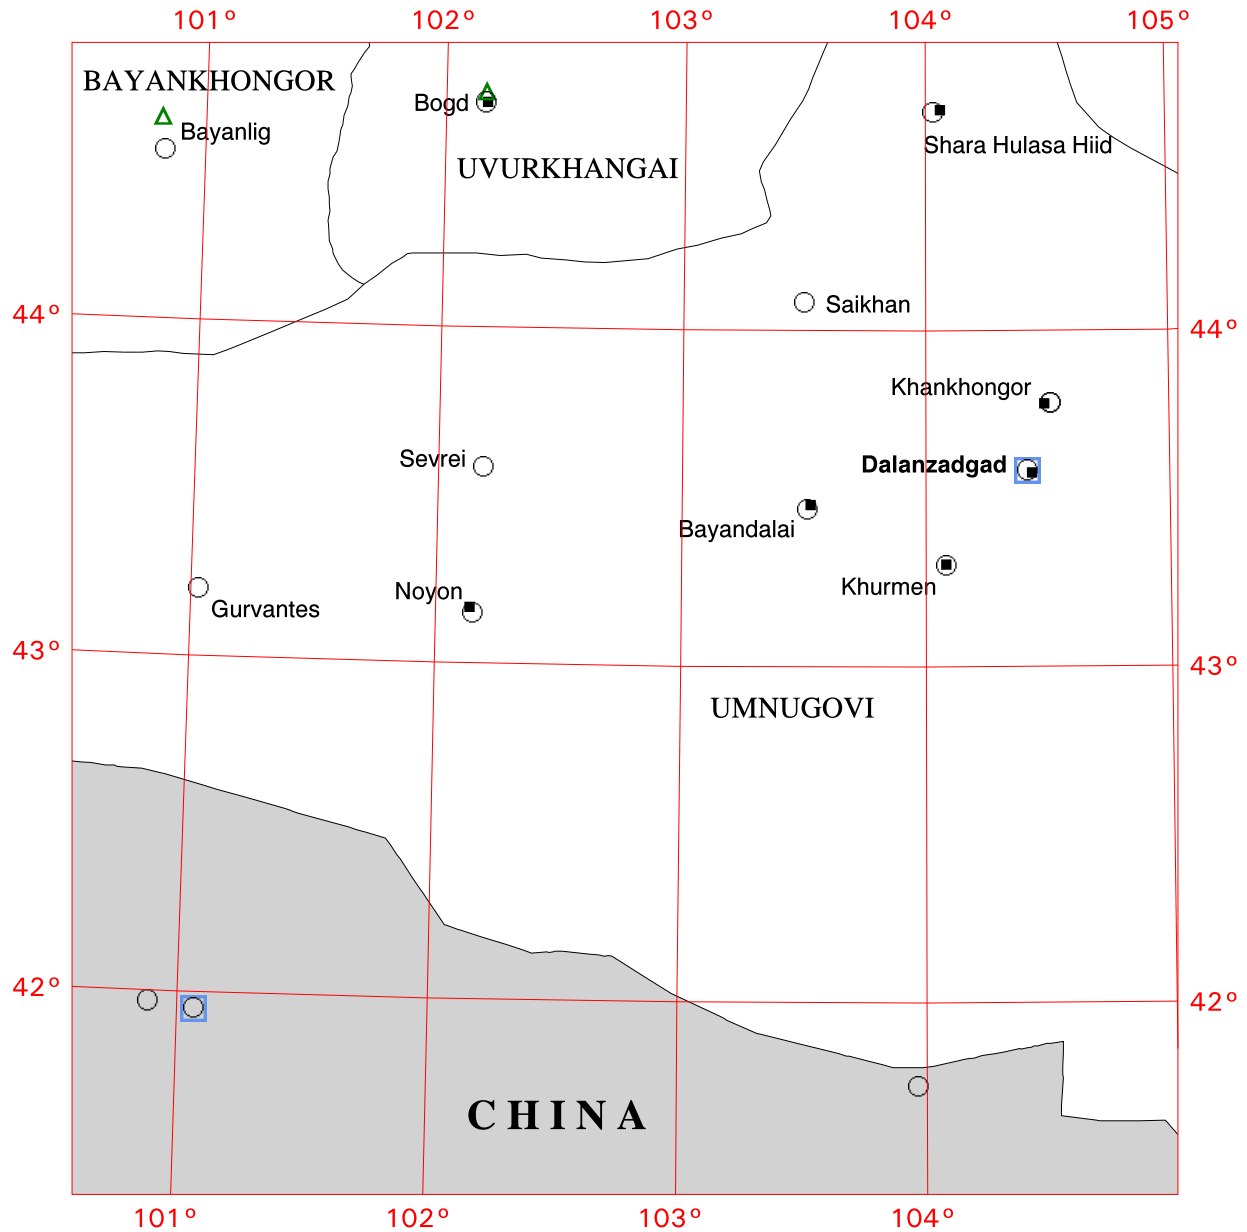 101° 102° 103° 104° 105°
BAYANKHONGOR
Bogd
Bayanlig
Shara Hulasa Hiid
UVURKHANGAI
Saikhan
44° 44°
Khankhongor
Sevrei
Dalanzadgad
Bayandalai
Khurmen
Noyon
Gurvantes
43° 43°
UMNUGOVI
42° 42°
CHINA
101° 102° 103° 104°